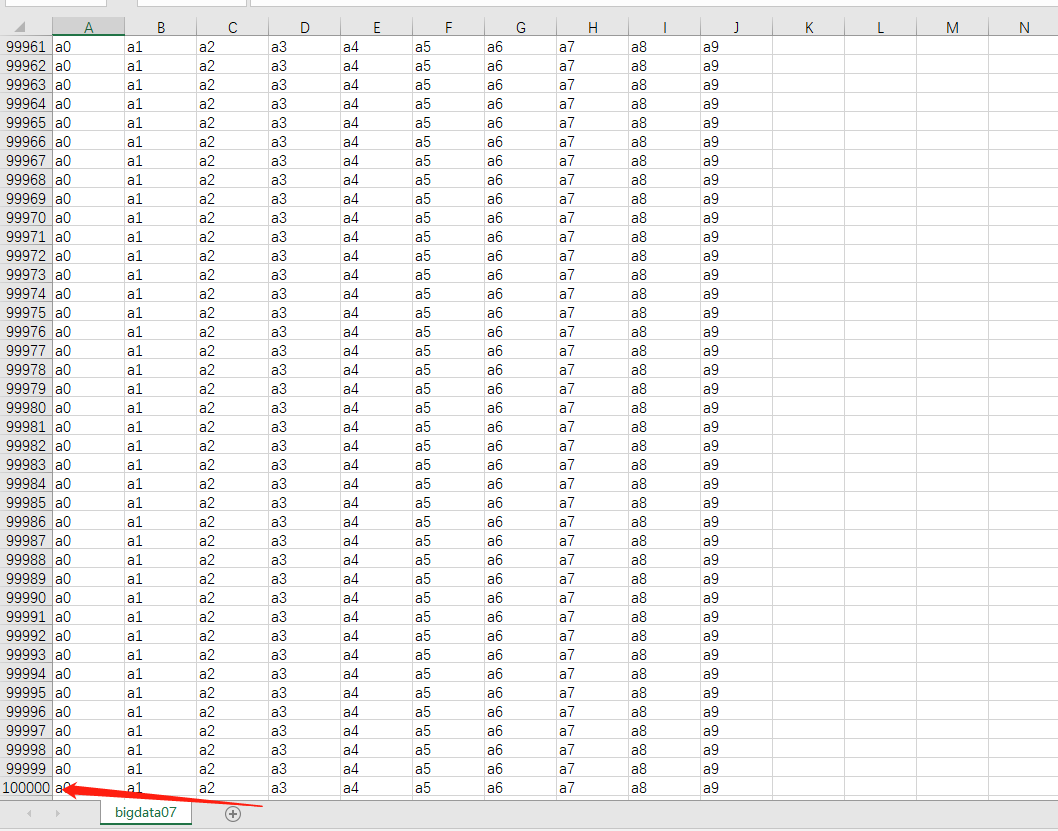 A B C D E F G H I J K L M N
99961 a0 a1 a2 a3 a4 a5 a6 a7 a8 a9
99962 a0 a1 a2 a3 a4 a5 a6 a7 a8 a9
99963 a0 a1 a2 a3 a4 a5 a6 a7 a8 a9
99964 a0 a1 a2 a3 a4 a5 a6 a7 a8 a9
99965 a0 a1 a2 a3 a4 a5 a6 a7 a8 a9
99966 a0 a1 a2 a3 a4 a5 a6 a7 a8 a9
99967 a0 a1 a2 a3 a4 a5 a6 a7 a8 a9
99968 a0 a1 a2 a3 a4 a5 a6 a7 a8 a9
99969 a0 a1 a2 a3 a4 a5 a6 a7 a8 a9
99970 a0 a1 a2 a3 a4 a5 a6 a7 a8 a9
99971 a0 a1 a2 a3 a4 a5 a6 a7 a8 a9
99972 a0 a1 a2 a3 a4 a5 a6 a7 a8 a9
99973 a0 a1 a2 a3 a4 a5 a6 a7 a8 a9
99974 a0 a1 a2 a3 a4 a5 a6 a7 a8 a9
99975 a0 a1 a2 a3 a4 a5 a6 a7 a8 a9
99976 a0 a1 a2 a3 a4 a5 a6 a7 a8 a9
99977 a0 a1 a2 a3 a4 a5 a6 a7 a8 a9
99978 a0 a1 a2 a3 a4 a5 a6 a7 a8 a9
99979 a0 a1 a2 a3 a4 a5 a6 a7 a8 a9
99980 a0 a1 a2 a3 a4 a5 a6 a7 a8 a9
99981 a0 a1 a2 a3 a4 a5 a6 a7 a8 a9
99982 a0 a1 a2 a3 a4 a5 a6 a7 a8 a9
99983 a0 a1 a2 a3 a4 a5 a6 a7 a8 a9
99984 a0 a1 a2 a3 a4 a5 a6 a7 a8 a9
99985 a0 a1 a2 a3 a4 a5 a6 a7 a8 a9
99986 a0 a1 a2 a3 a4 a5 a6 a7 a8 a9
99987 a0 a1 a2 a3 a4 a5 a6 a7 a8 a9
99988 a0 a1 a2 a3 a4 a5 a6 a7 a8 a9
99989 a0 a1 a2 a3 a4 a5 a6 a7 a8 a9
99990 a0 a1 a2 a3 a4 a5 a6 a7 a8 a9
99991 a0 a1 a2 a3 a4 a5 a6 a7 a8 a9
99992 a0 a1 a2 a3 a4 a5 a6 a7 a8 a9
99993 a0 a1 a2 a3 a4 a5 a6 a7 a8 a9
99994 a0 a1 a2 a3 a4 a5 a6 a7 a8 a9
99995 a0 a1 a2 a3 a4 a5 a6 a7 a8 a9
99996 a0 a1 a2 a3 a4 a5 a6 a7 a8 a9
99997 a0 a1 a2 a3 a4 a5 a6 a7 a8 a9
99998 a0 a1 a2 a3 a4 a5 a6 a7 a8 a9
99999 a0 a1 a2 a3 a4 a5 a6 a7 a8 a9
100000 a0 a1 a2 a3 a4 a5 a6 a7 a8 a9
bigdata07